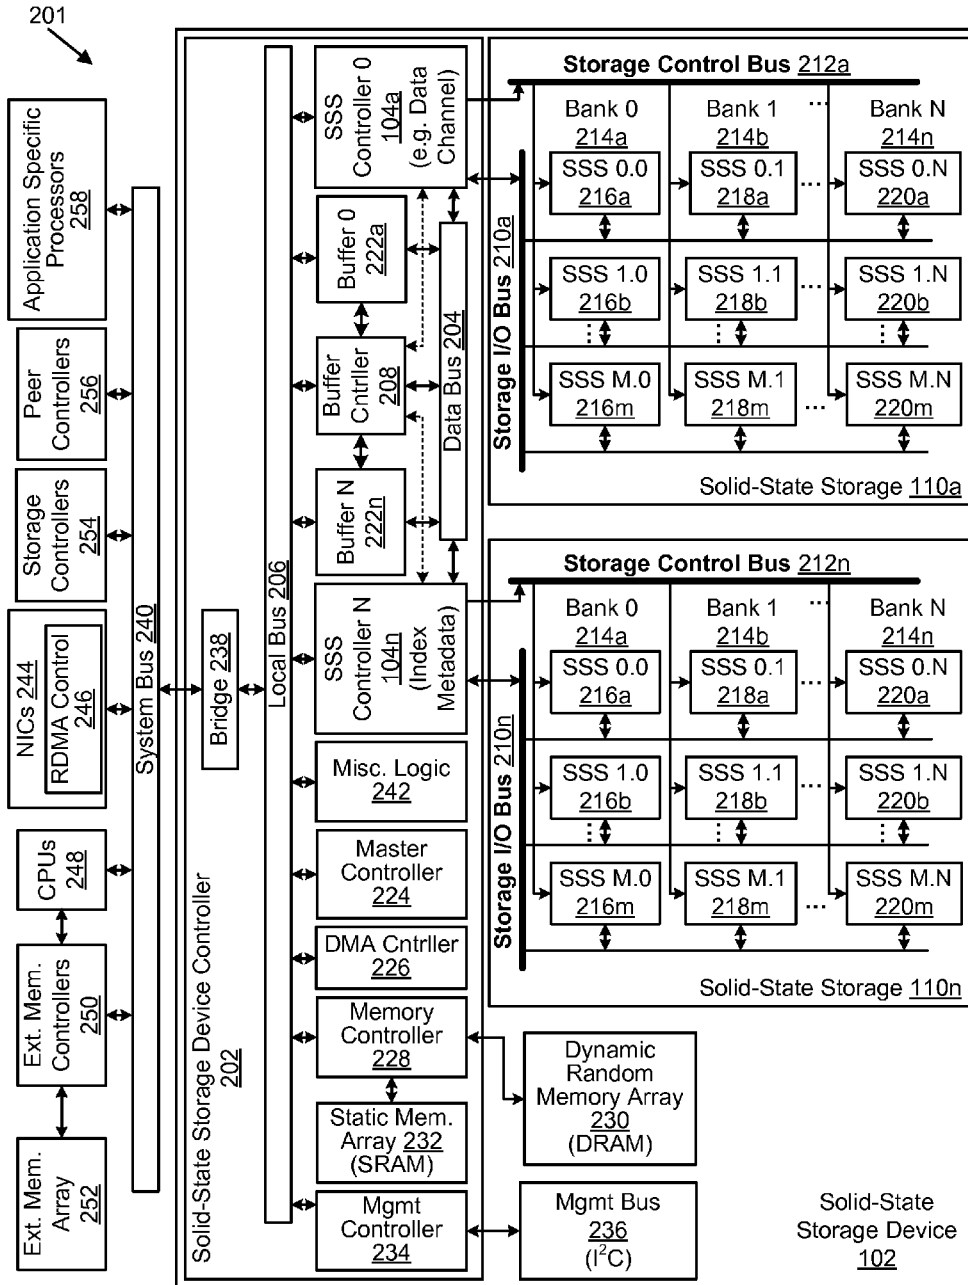 201
Application Specific
Processors
258
Peer
Controllers
256
Storage
Controllers
254
NICs 244
RDMA Control
246
CPUs
248
Ext. Mem.
Controllers
250
Ext. Mem.
Array
252
System Bus 240
Bridge 238
Solid-State Storage Device Controller
202
Local Bus 206
SSS
Controller 0
104a
(e.g. Data
Channel)
Buffer 0
222a
Buffer
Cntrller
208
Buffer N
222n
Data Bus 204
SSS
Controller N
104n
(Index
Metadata)
Misc. Logic
242
Master
Controller
224
DMA Cntrller
226
Memory
Controller
228
Static Mem.
Array 232
(SRAM)
Mgmt
Controller
234
Storage Control Bus 212a
Bank 0 Bank 1 ... Bank N
214a 214b 214n
Storage I/O Bus 210a
SSS 0.0 SSS 0.1 ... SSS 0.N
216a 218a 220a
SSS 1.0 SSS 1.1 ... SSS 1.N
216b 218b 220b
SSS M.0 SSS M.1 ... SSS M.N
216m 218m 220m
Solid-State Storage 110a
Storage Control Bus 212n
Bank 0 Bank 1 ... Bank N
214a 214b 214n
Storage I/O Bus 210n
SSS 0.0 SSS 0.1 ... SSS 0.N
216a 218a 220a
SSS 1.0 SSS 1.1 ... SSS 1.N
216b 218b 220b
SSS M.0 SSS M.1 ... SSS M.N
216m 218m 220m
Solid-State Storage 110n
Dynamic
Random
Memory Array
230
(DRAM)
Mgmt Bus
236
(I²C)
Solid-State
Storage Device
102